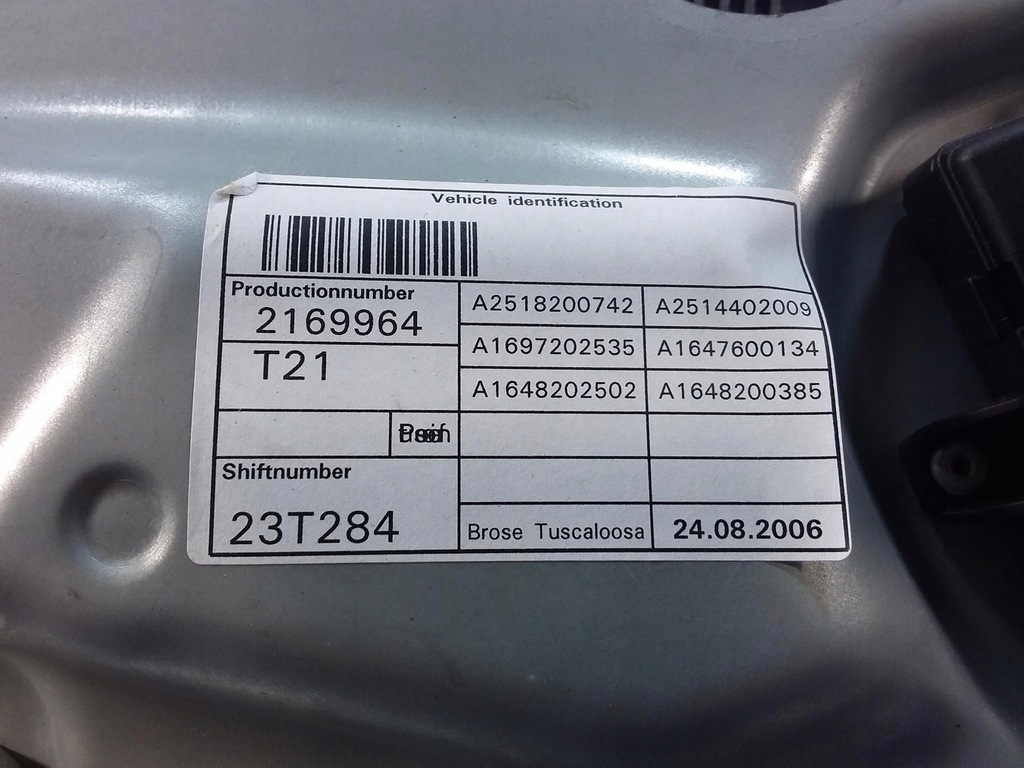 Vehicle identification
Productionnumber
2169964
T21
A2518200742 A2514402009
A1697202535 A1647600134
A1648202502 A1648200385
Shiftnumber
23T284
Brose Tuscaloosa 24.08.2006